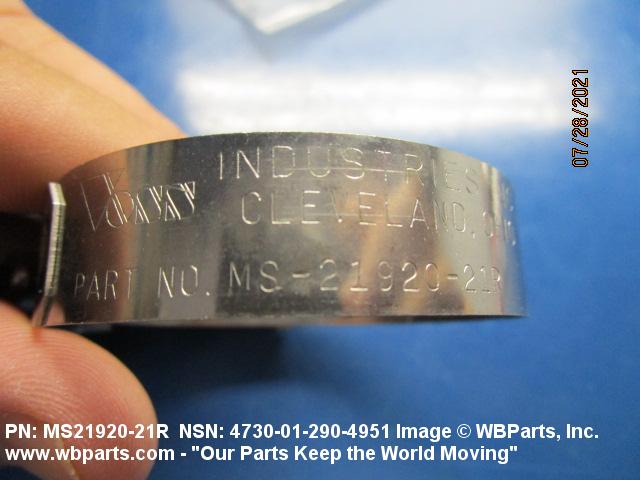 07/28/2021
Voss INDUSTRIES
CLEVELAND,
PART NO. MS-21920-21R
PN: MS21920-21R NSN: 4730-01-290-4951 Image © WBParts, Inc.
www.wbparts.com - "Our Parts Keep the World Moving"